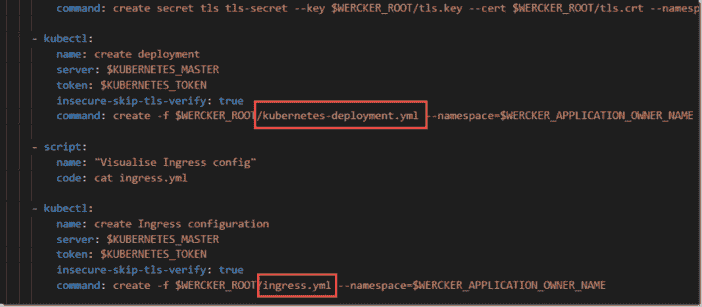 command: create secret tls tls-secret --key $WERCKER_ROOT/tls.key --cert $WERCKER_ROOT/tls.crt --namesp
- kubectl:
name: create deployment
server: $KUBERNETES_MASTER
token: $KUBERNETES_TOKEN
insecure-skip-tls-verify: true
command: create -f $WERCKER_ROOT/kubernetes-deployment.yml --namespace=$WERCKER_APPLICATION_OWNER_NAME
- script:
name: "Visualise Ingress config"
code: cat ingress.yml
- kubectl:
name: create Ingress configuration
server: $KUBERNETES_MASTER
token: $KUBERNETES_TOKEN
insecure-skip-tls-verify: true
command: create -f $WERCKER_ROOT/ingress.yml --namespace=$WERCKER_APPLICATION_OWNER_NAME